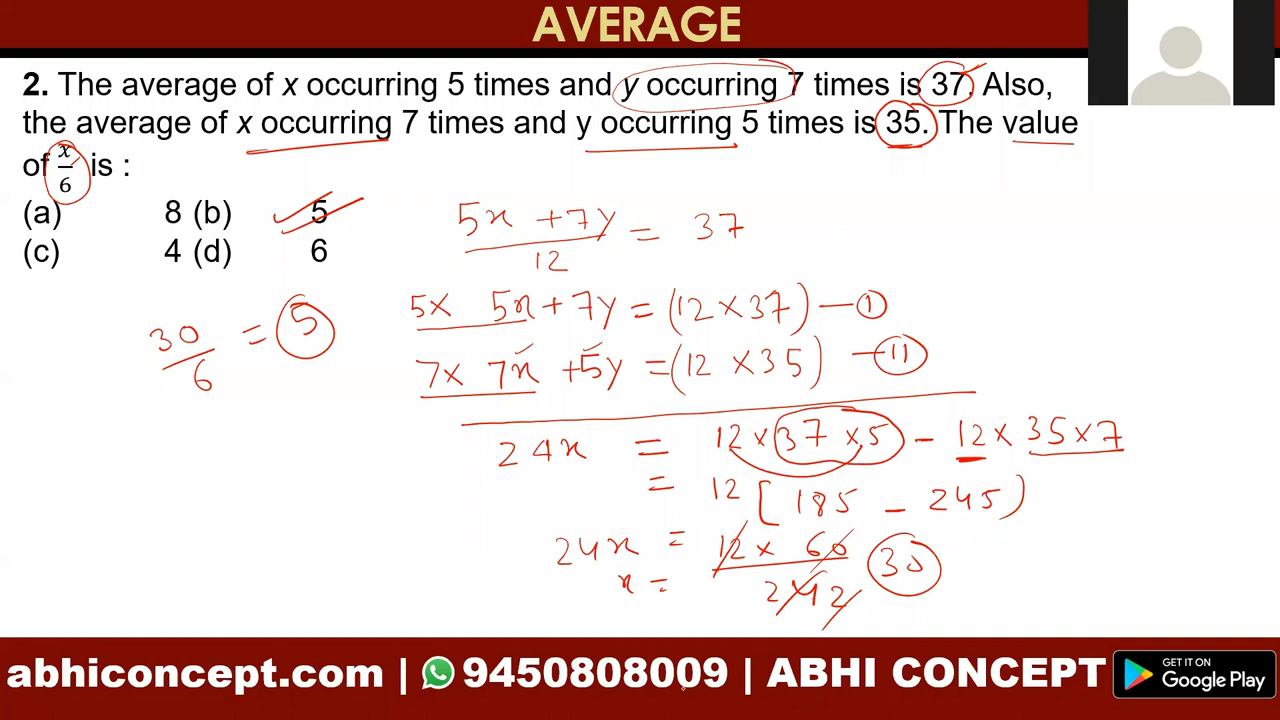 AVERAGE
2. The average of x occurring 5 times and y occurring 7 times is 37. Also,
the average of x occurring 7 times and y occurring 5 times is 35. The value
of x/6 is :
(a) 8 (b) 5
(c) 4 (d) 6
5x + 7y / 12 = 37
5x 5x + 7y = (12 × 37) — 1
7x 7x + 5y = (12 × 35) — 11
30/6 = 5
24x = 12 × 37 × 5 - 12 × 35 × 7
= 12 [ 185 - 245 )
24x = 12 × 60 30
x =
abhiconcept.com | 9450808009 | ABHI CONCEPT
GET IT ON
Google Play